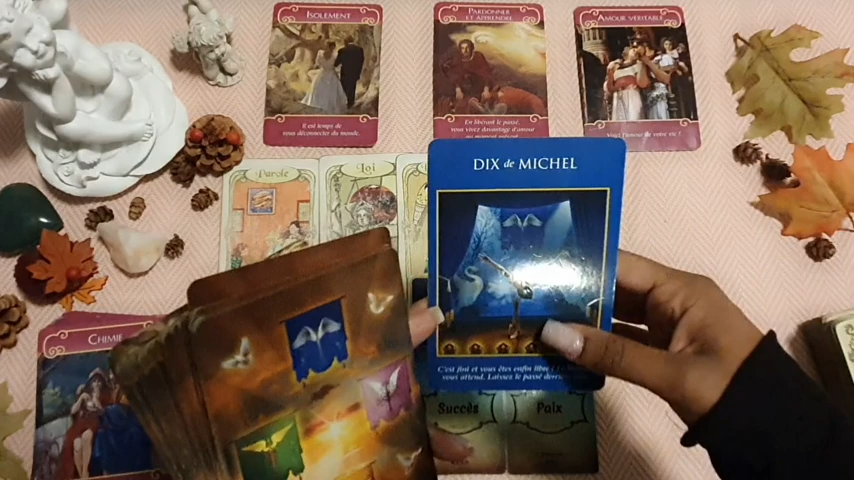 ISOLEMENT
Il est temps de
vous déconnecter du monde.
PARDONNER
ET APPRENDRE
En libérant le passé,
vous vivez davantage d'amour
AMOUR VÉRITABLE
DIX de MICHEL
C'est fini et vous êtes enfin libre !
vous attend. Laissez le passé
Parole
Loi
CHIMIE
Succès
Paix